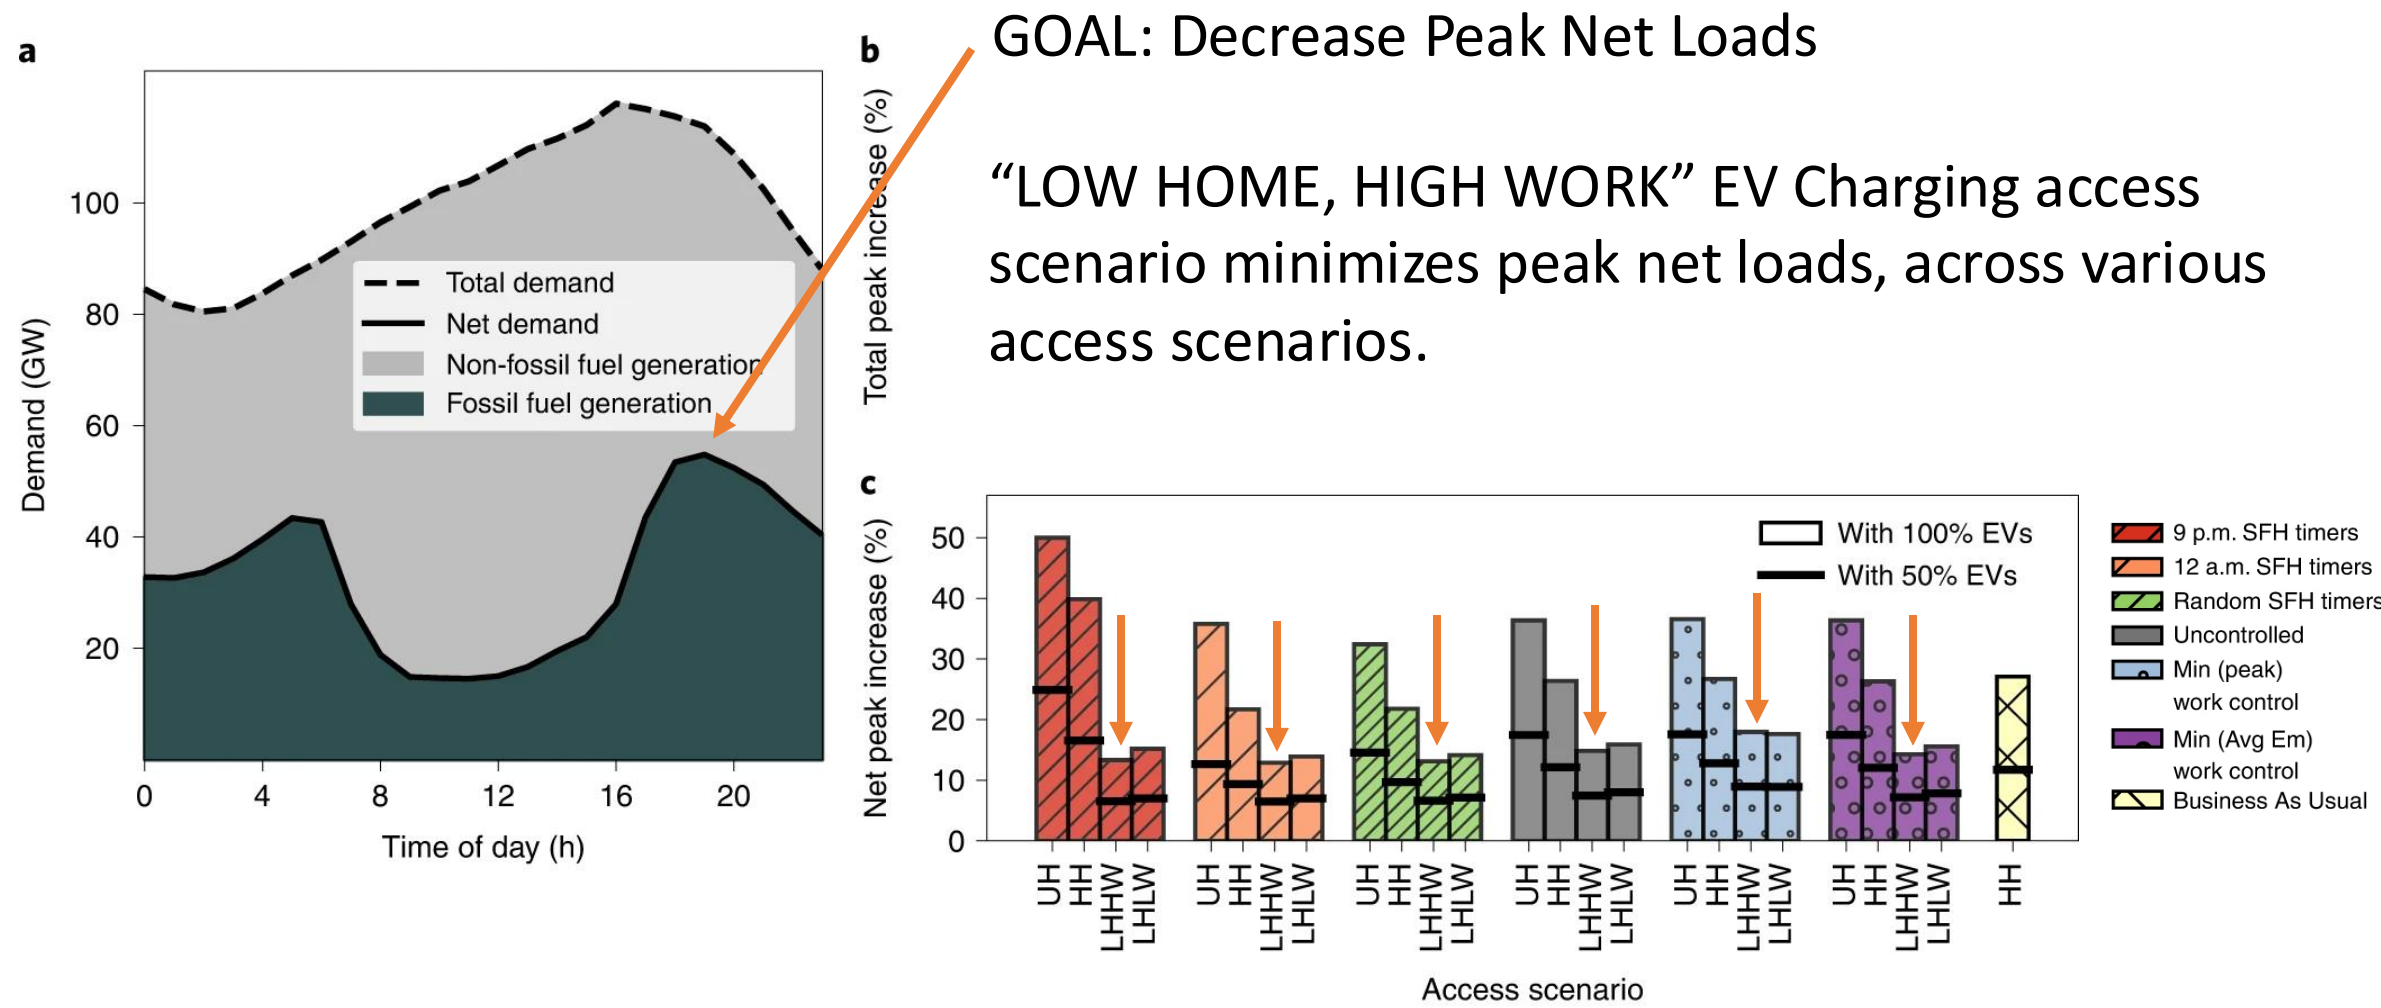 a
Demand (GW)
100
80
60
40
20
Total demand
Net demand
Non-fossil fuel generation
Fossil fuel generation
0 4 8 12 16 20
Time of day (h)
b
Total peak increase (%)
GOAL: Decrease Peak Net Loads
“LOW HOME, HIGH WORK” EV Charging access
scenario minimizes peak net loads, across various
access scenarios.
c
Net peak increase (%)
50
40
30
20
10
0
With 100% EVs
With 50% EVs
UH HH LHHW LHLW UH HH LHHW LHLW UH HH LHHW LHLW UH HH LHHW LHLW UH HH LHHW LHLW UH HH LHHW LHLW HH
Access scenario
9 p.m. SFH timers
12 a.m. SFH timers
Random SFH timers
Uncontrolled
Min (peak)
work control
Min (Avg Em)
work control
Business As Usual